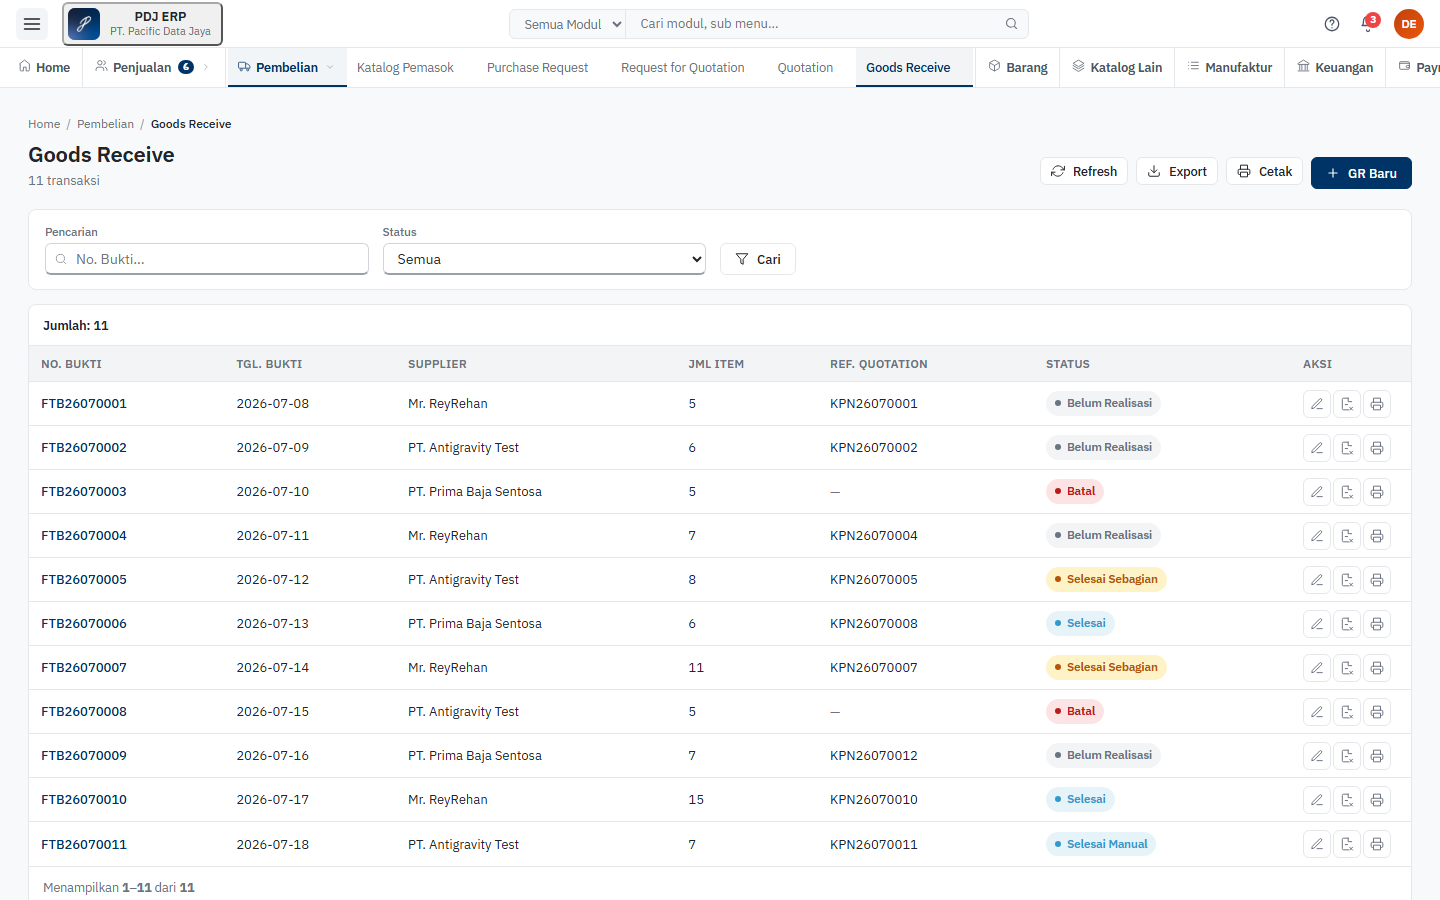 PDJ ERP
PT. Pacific Data Jaya
Semua Modul
Cari modul, sub menu...
3
DE
Home
Penjualan 6
Pembelian
Katalog Pemasok
Purchase Request
Request for Quotation
Quotation
Goods Receive
Barang
Katalog Lain
Manufaktur
Keuangan
Home / Pembelian / Goods Receive
Goods Receive
11 transaksi
Refresh
Export
Cetak
GR Baru
Pencarian
Status
No. Bukti...
Semua
Cari
Jumlah: 11
NO. BUKTI TGL. BUKTI SUPPLIER JML ITEM REF. QUOTATION STATUS AKSI
FTB26070001 2026-07-08 Mr. ReyRehan 5 KPN26070001 Belum Realisasi
FTB26070002 2026-07-09 PT. Antigravity Test 6 KPN26070002 Belum Realisasi
FTB26070003 2026-07-10 PT. Prima Baja Sentosa 5 — Batal
FTB26070004 2026-07-11 Mr. ReyRehan 7 KPN26070004 Belum Realisasi
FTB26070005 2026-07-12 PT. Antigravity Test 8 KPN26070005 Selesai Sebagian
FTB26070006 2026-07-13 PT. Prima Baja Sentosa 6 KPN26070008 Selesai
FTB26070007 2026-07-14 Mr. ReyRehan 11 KPN26070007 Selesai Sebagian
FTB26070008 2026-07-15 PT. Antigravity Test 5 — Batal
FTB26070009 2026-07-16 PT. Prima Baja Sentosa 7 KPN26070012 Belum Realisasi
FTB26070010 2026-07-17 Mr. ReyRehan 15 KPN26070010 Selesai
FTB26070011 2026-07-18 PT. Antigravity Test 7 KPN26070011 Selesai Manual
Menampilkan 1–11 dari 11